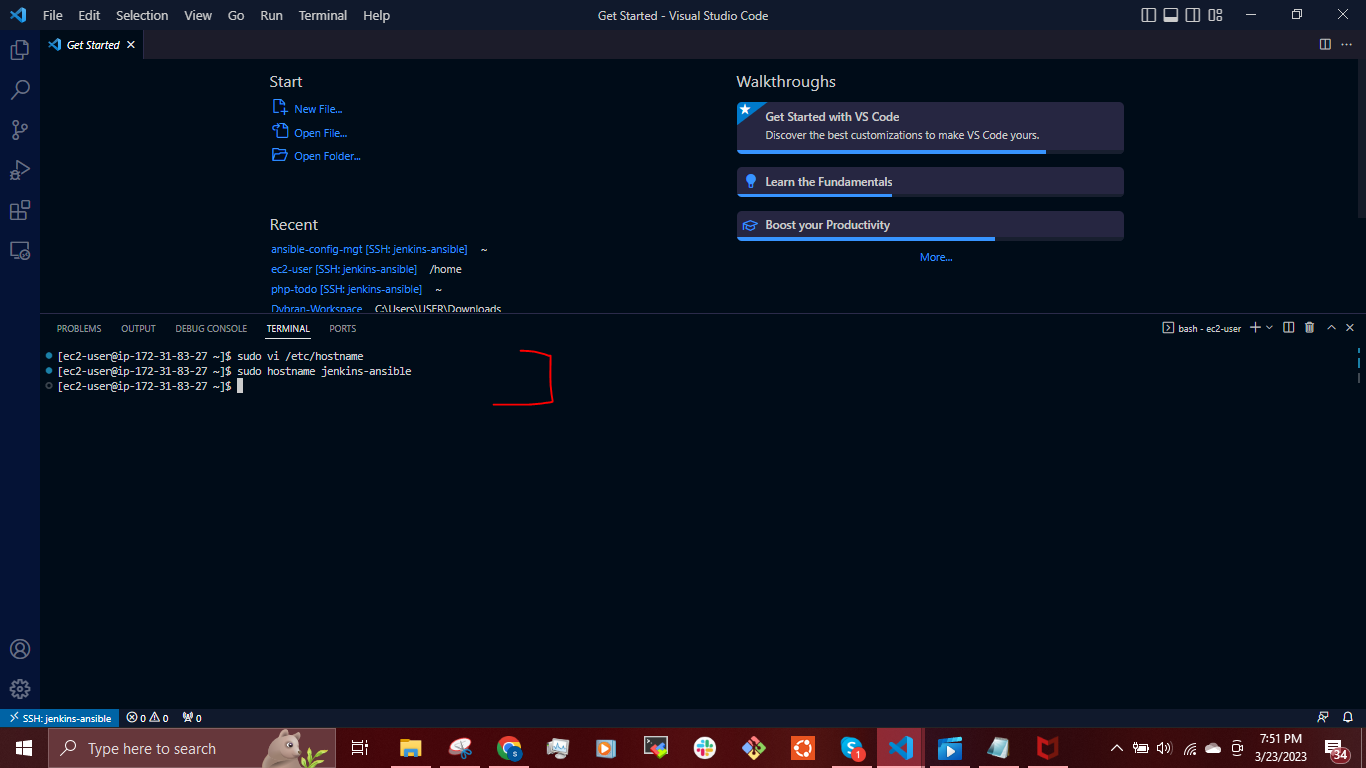 File Edit Selection View Go Run Terminal Help Get Started - Visual Studio Code
Get Started
Start
New File...
Open File...
Open Folder...
Recent
ansible-config-mgt [SSH: jenkins-ansible] ~
ec2-user [SSH: jenkins-ansible] /home
php-todo [SSH: jenkins-ansible] ~
Dybran-Workspace C:\Users\USER\Downloads
Walkthroughs
Get Started with VS Code
Discover the best customizations to make VS Code yours.
Learn the Fundamentals
Boost your Productivity
More...
PROBLEMS OUTPUT DEBUG CONSOLE TERMINAL PORTS bash - ec2-user
[ec2-user@ip-172-31-83-27 ~]$ sudo vi /etc/hostname
[ec2-user@ip-172-31-83-27 ~]$ sudo hostname jenkins-ansible
[ec2-user@ip-172-31-83-27 ~]$
SSH: jenkins-ansible 0 0 0
Type here to search
1
7:51 PM
3/23/2023
34